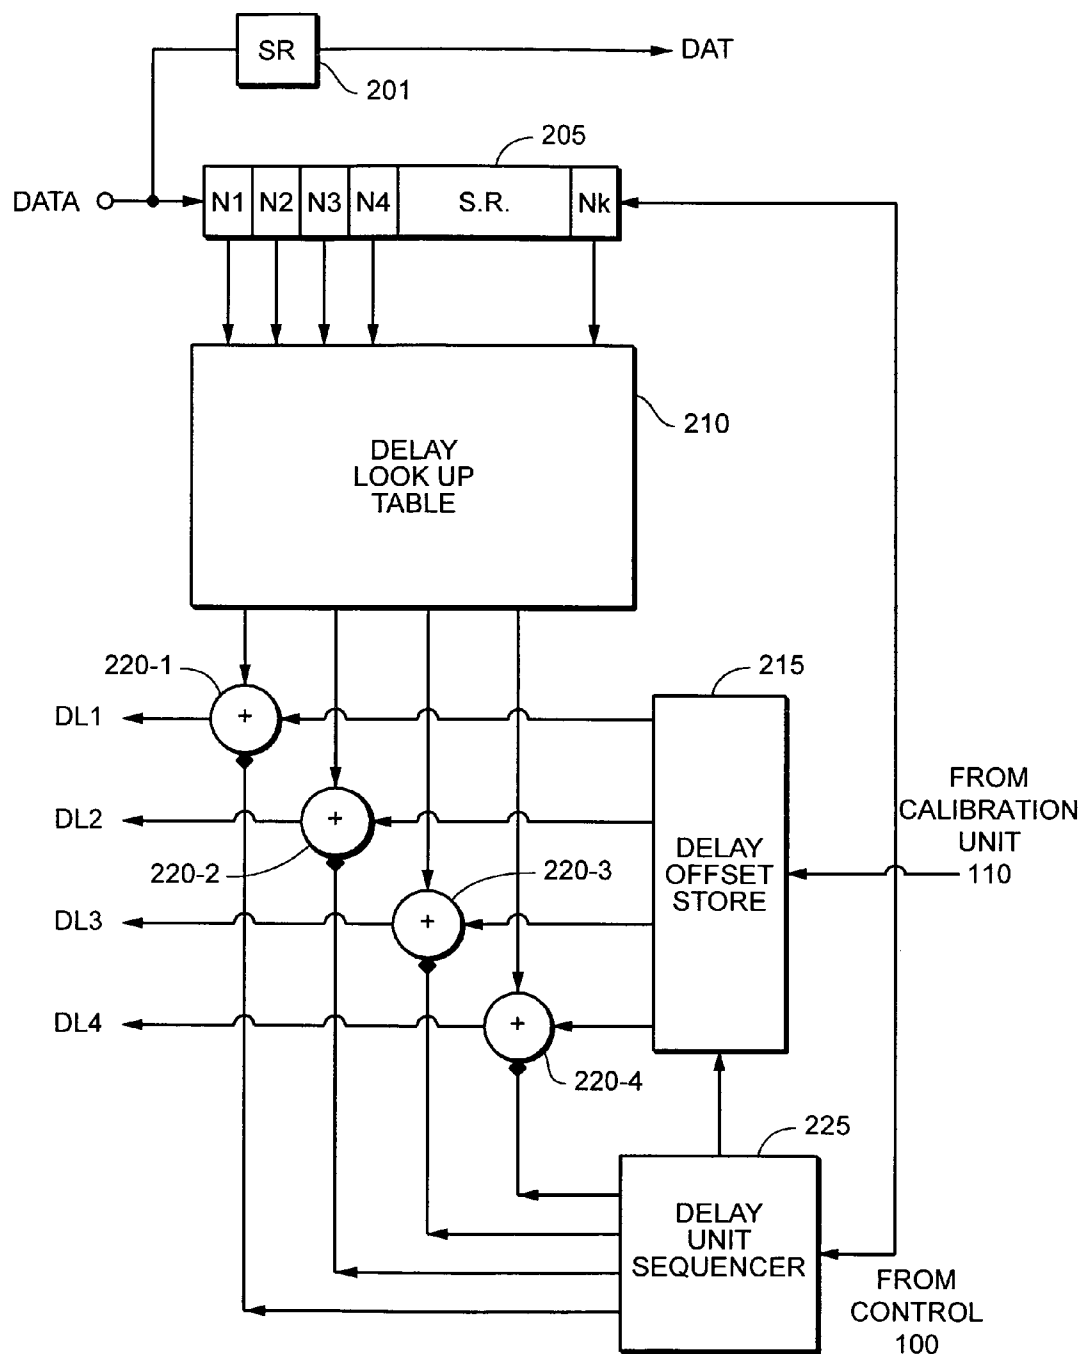 SR
DAT
201
205
DATA
N1 N2 N3 N4 S.R. Nk
210
DELAY
LOOK UP
TABLE
220-1
215
DL1
+
FROM
CALIBRATION
UNIT
110
DL2
+
220-2
DELAY
OFFSET
STORE
220-3
DL3
+
DL4
+
220-4
225
DELAY
UNIT
SEQUENCER
FROM
CONTROL
100